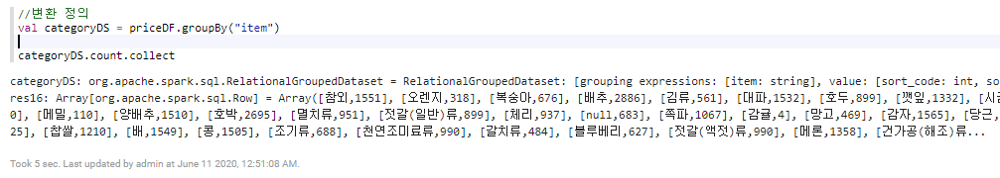 //변환 정의
val categoryDS = priceDF.groupBy("item")
categoryDS.count.collect
categoryDS: org.apache.spark.sql.RelationalGroupedDataset = RelationalGroupedDataset: [grouping expressions: [item: string], value: [sort_code: int, so
res16: Array[org.apache.spark.sql.Row] = Array([참외,1551], [오렌지,318], [복숭아,676], [배추,2886], [김류,561], [대파,1532], [호두,899], [깻잎,1332], [시금
0], [메밀,110], [양배추,1510], [호박,2695], [멸치류,951], [젓갈(일반)류,899], [체리,937], [null,683], [쪽파,1067], [감귤,4], [망고,469], [감자,1565], [당근,
25], [찹쌀,1210], [배,1549], [콩,1505], [조기류,688], [천연조미료류,990], [갈치류,484], [블루베리,627], [젓갈(액젓)류,990], [메론,1358], [건가공(해조)류...
Took 5 sec. Last updated by admin at June 11 2020, 12:51:08 AM.